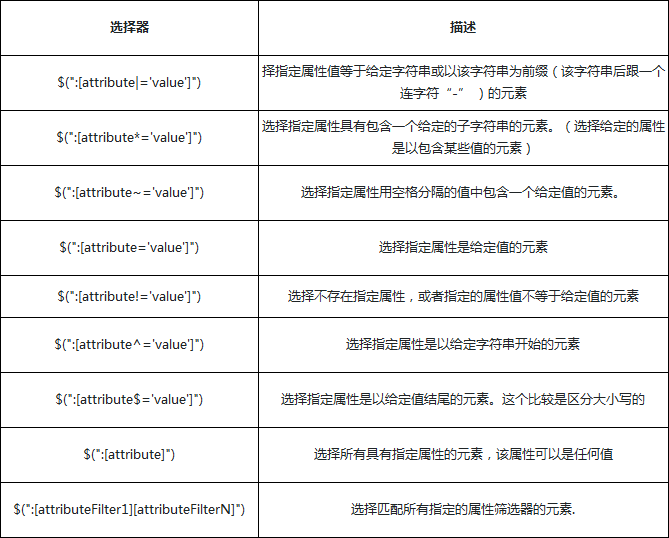 选择器
描述
$(":[attribute|='value']")
择指定属性值等于给定字符串或以该字符串为前缀（该字符串后跟一个
连字符“-” ）的元素
$(":[attribute*='value']")
选择指定属性具有包含一个给定的子字符串的元素。（选择给定的属性
是以包含某些值的元素）
$(":[attribute~='value']")
选择指定属性用空格分隔的值中包含一个给定值的元素。
$(":[attribute='value']")
选择指定属性是给定值的元素
$(":[attribute!='value']")
选择不存在指定属性，或者指定的属性值不等于给定值的元素
$(":[attribute^='value']")
选择指定属性是以给定字符串开始的元素
$(":[attribute$='value']")
选择指定属性是以给定值结尾的元素。这个比较是区分大小写的
$(":[attribute]")
选择所有具有指定属性的元素，该属性可以是任何值
$(":[attributeFilter1][attributeFilterN]")
选择匹配所有指定的属性筛选器的元素.